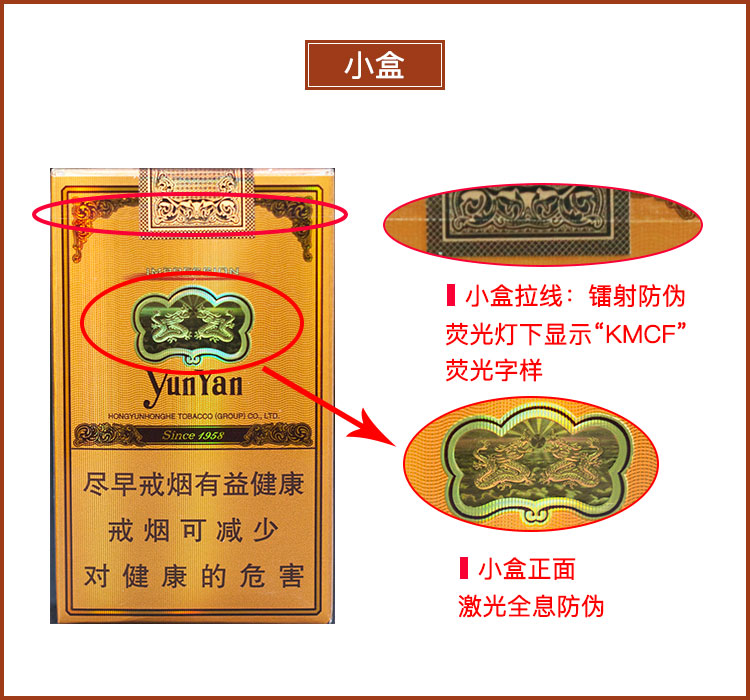 小盒
YunYan
HONGYUNHONGHE TOBACCO (GROUP) CO., LTD.
Since 1958
尽早戒烟有益健康
戒烟可减少
对健康的危害
小盒拉线：镭射防伪
荧光灯下显示“KMCF”
荧光字样
小盒正面
激光全息防伪